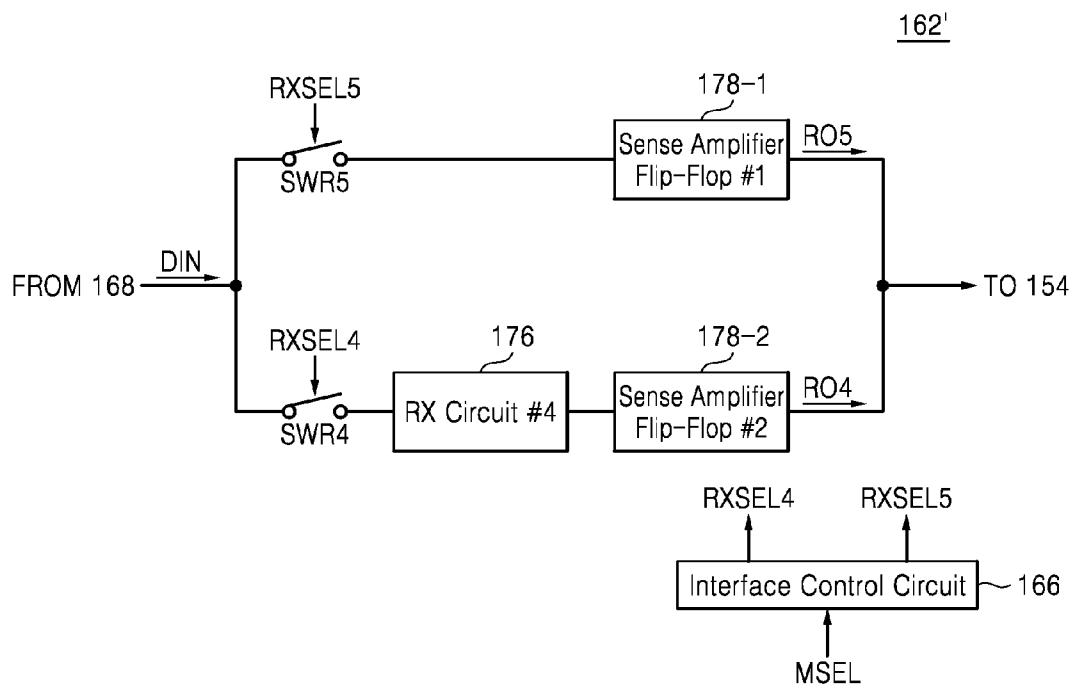 162'
RXSEL5
SWR5
178-1
Sense Amplifier
Flip-Flop #1
RO5
FROM 168
DIN
TO 154
RXSEL4
SWR4
176
RX Circuit #4
178-2
Sense Amplifier
Flip-Flop #2
RO4
RXSEL4
RXSEL5
Interface Control Circuit
166
MSEL